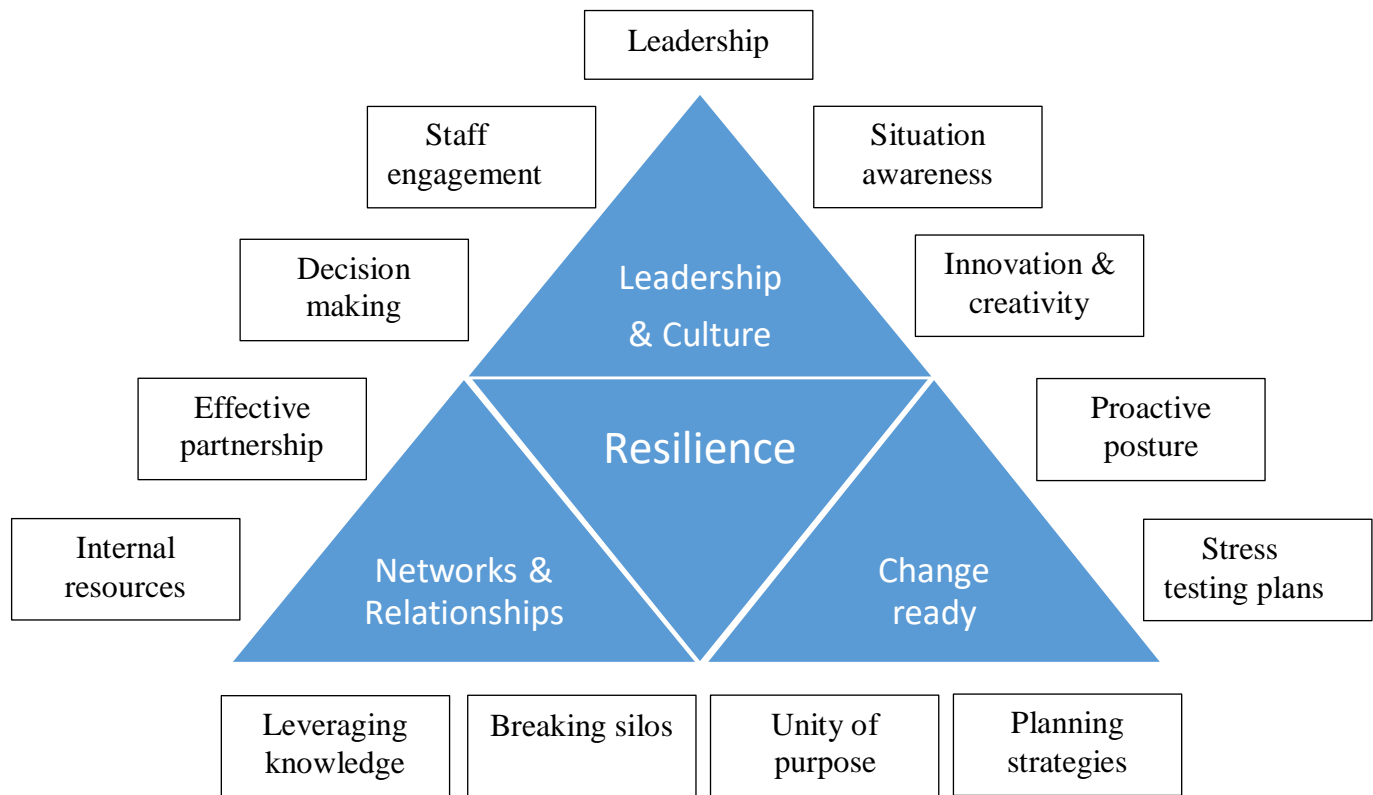 Leadership
Staff
engagement
Situation
awareness
Decision
making
Innovation &
creativity
Leadership
& Culture
Effective
partnership
Resilience
Proactive
posture
Internal
resources
Networks &
Relationships
Change
ready
Stress
testing plans
Leveraging
knowledge
Breaking silos
Unity of
purpose
Planning
strategies